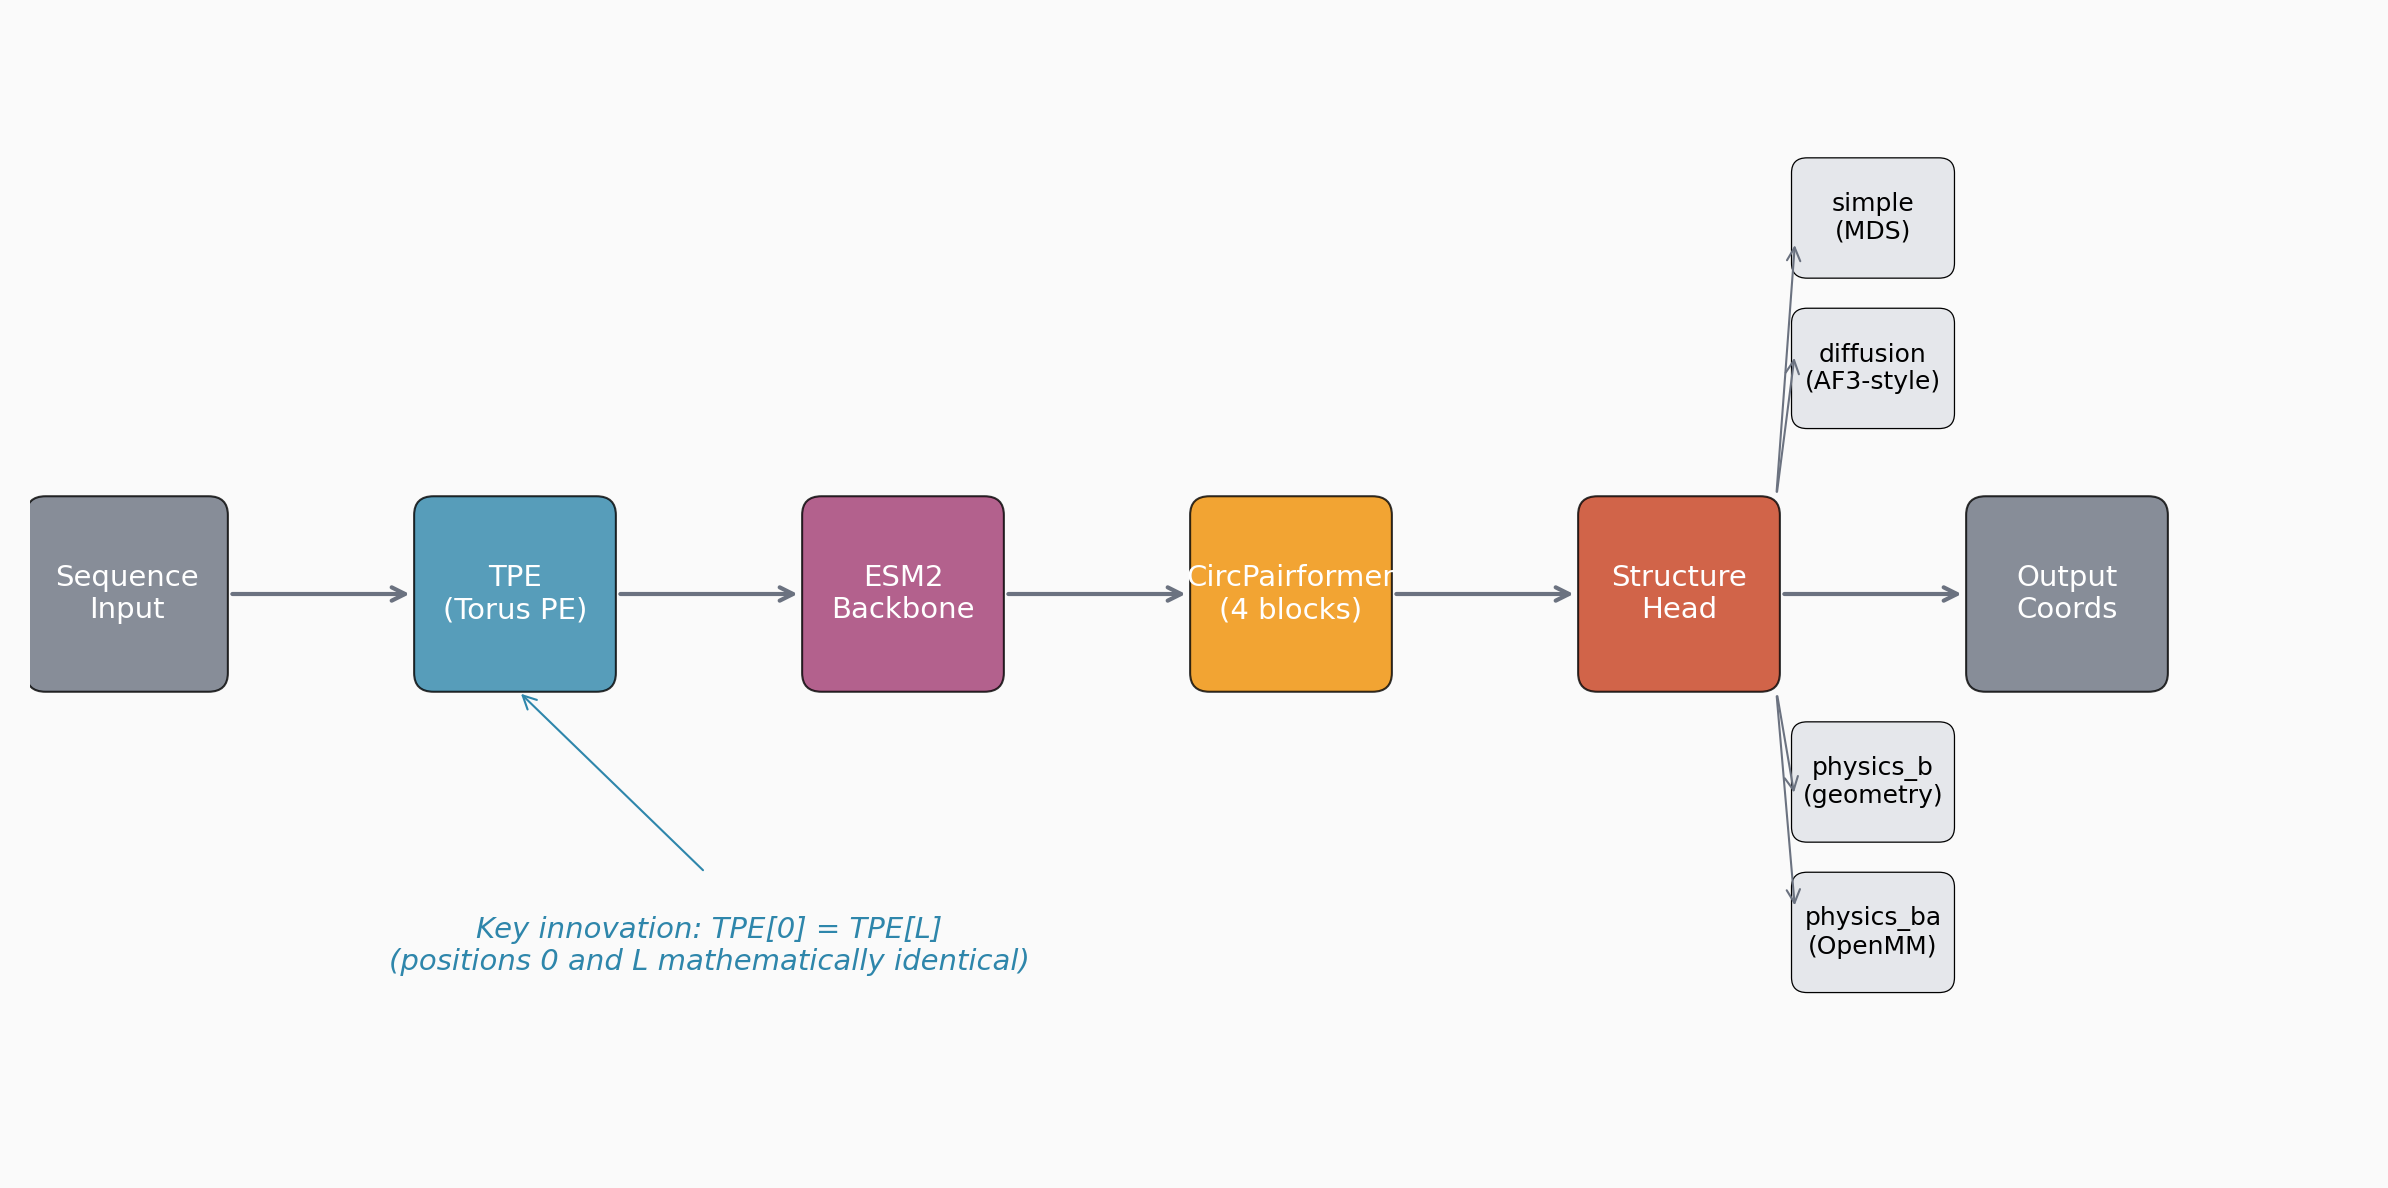 simple
(MDS)
diffusion
(AF3-style)
Sequence
Input
TPE
(Torus PE)
ESM2
Backbone
CircPairformer
(4 blocks)
Structure
Head
Output
Coords
physics_b
(geometry)
physics_ba
(OpenMM)
Key innovation: TPE[0] = TPE[L]
(positions 0 and L mathematically identical)